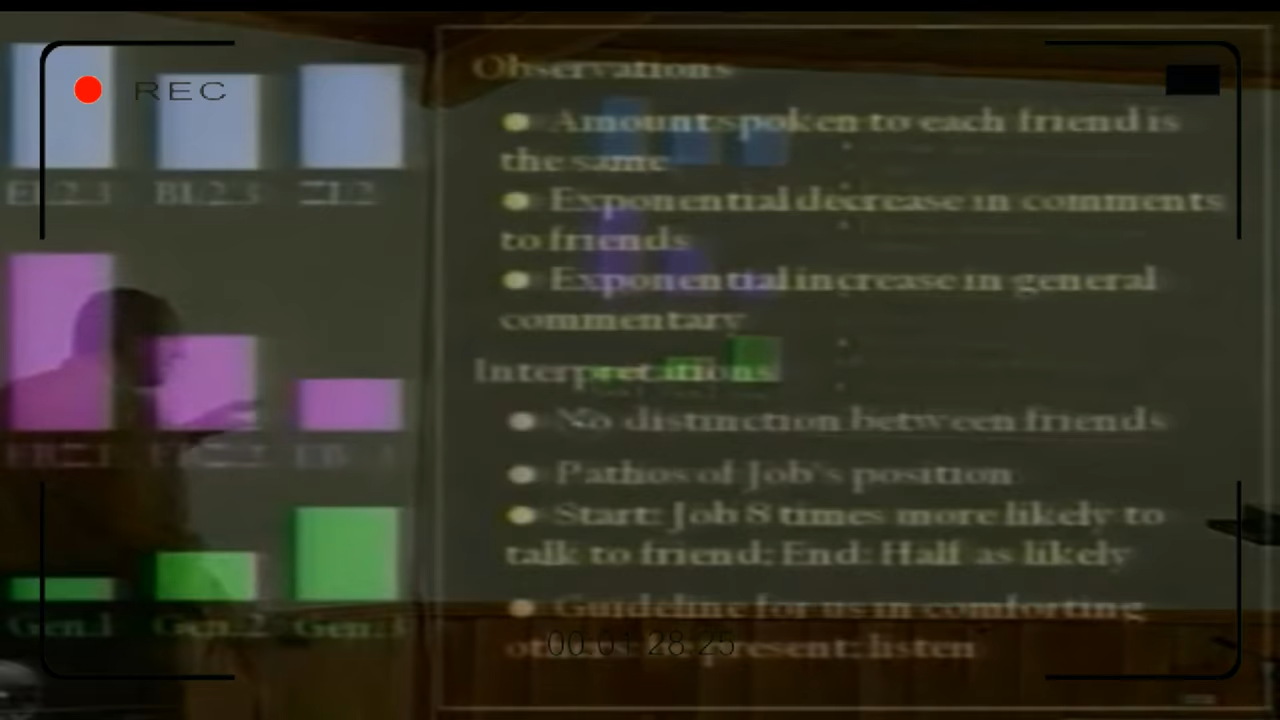 REC
Observations
Amount spoken to each friend is
the same
Exponential decrease in comments
to friends
Exponential increase in general
commentary
Interpretations
No distinction between friends
Pathos of Job's position
Start: Job 8 times more likely to
talk to friend; End: Half as likely
Guideline for us in comforting
present: listen
00:01:28:25
Gen.1 Gen.2 Gen.3